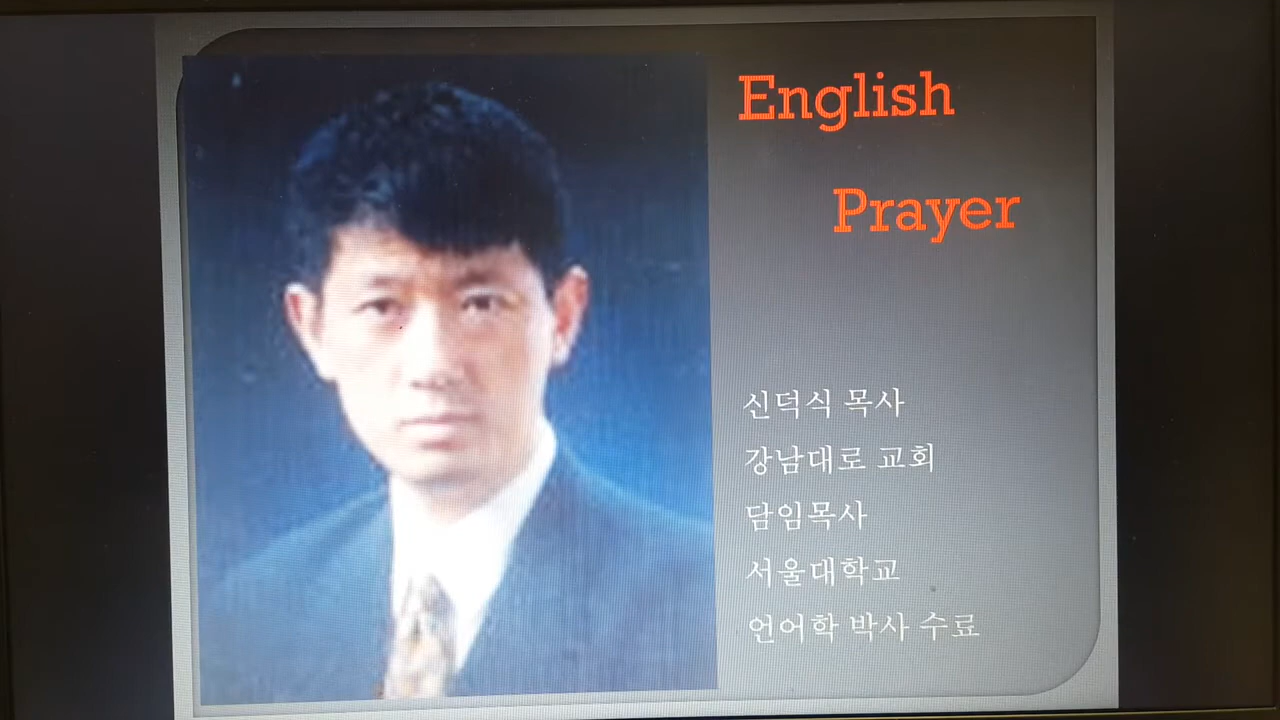 English
Prayer
신덕식 목사
강남대로 교회
담임목사
서울대학교
언어학 박사 수료